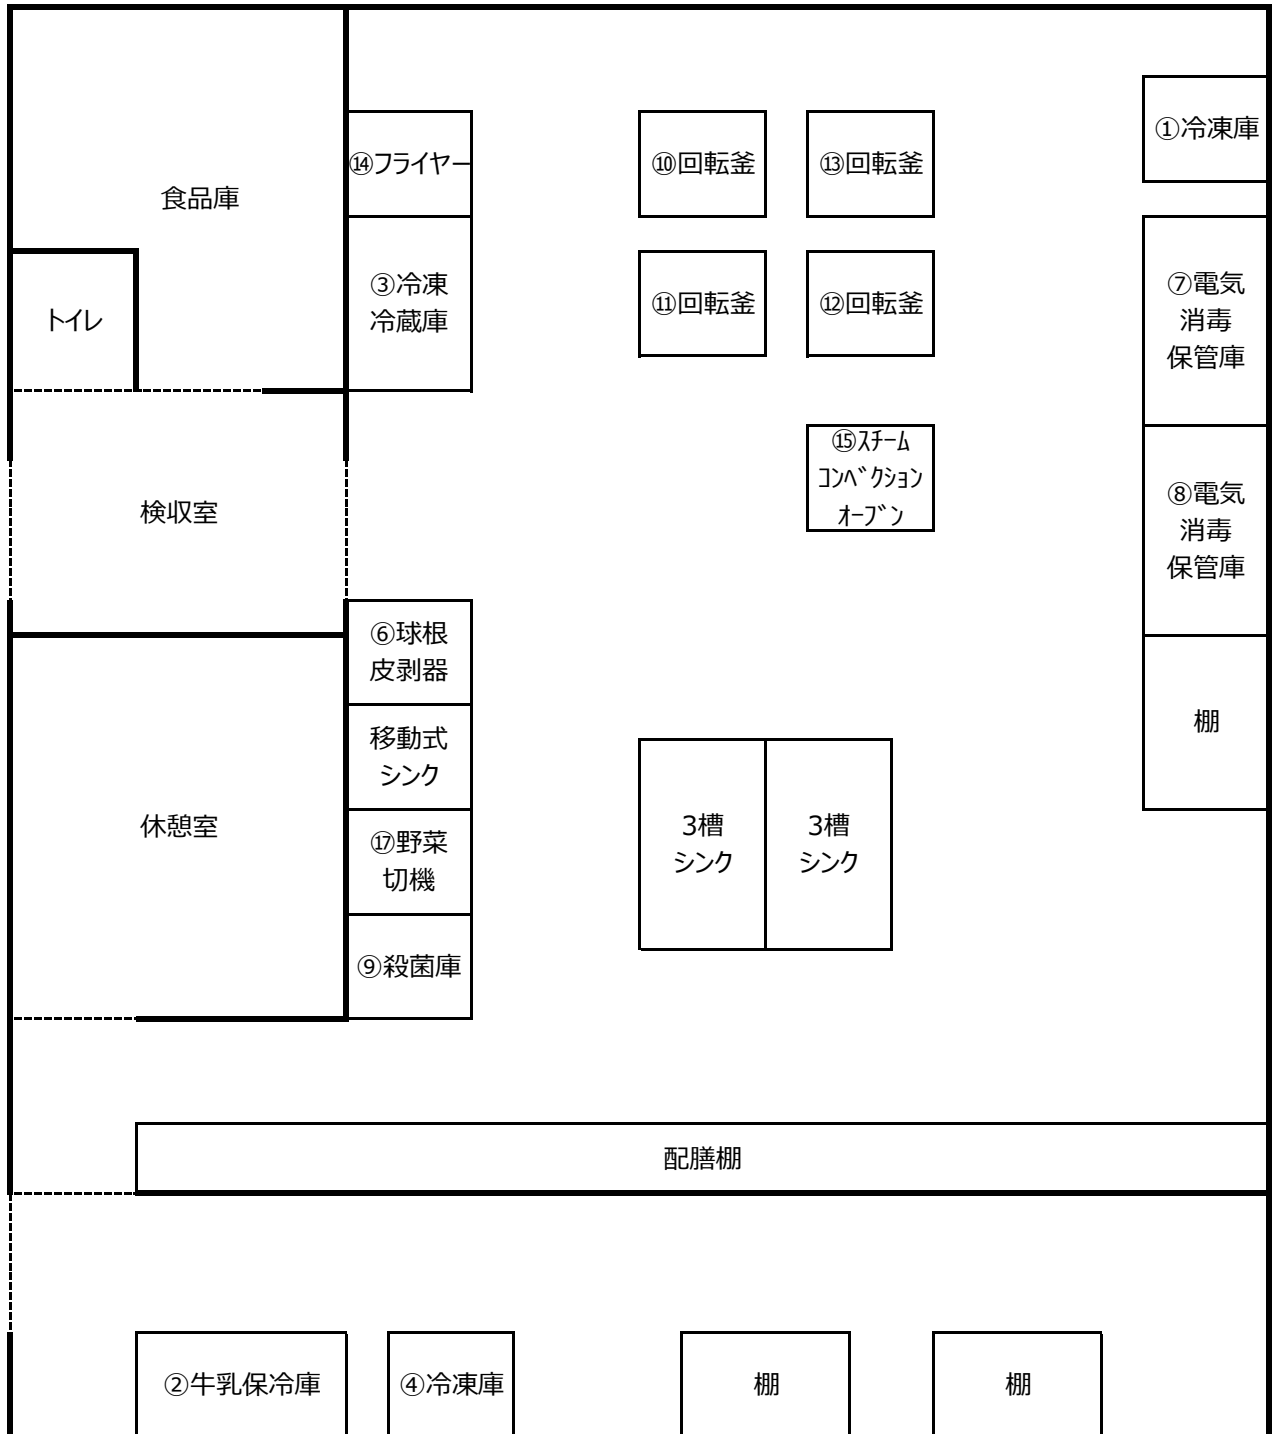 ①冷凍庫
⑭フライヤー
⑩回転釜
⑬回転釜
食品庫
③冷凍
冷蔵庫
⑪回転釜
⑫回転釜
⑦電気
消毒
保管庫
トイレ
⑮スチーム
コンベクション
オーブン
検収室
⑧電気
消毒
保管庫
⑥球根
皮剥器
移動式
シンク
棚
休憩室
⑰野菜
切機
3槽
シンク
3槽
シンク
⑨殺菌庫
配膳棚
②牛乳保冷庫
④冷凍庫
棚
棚